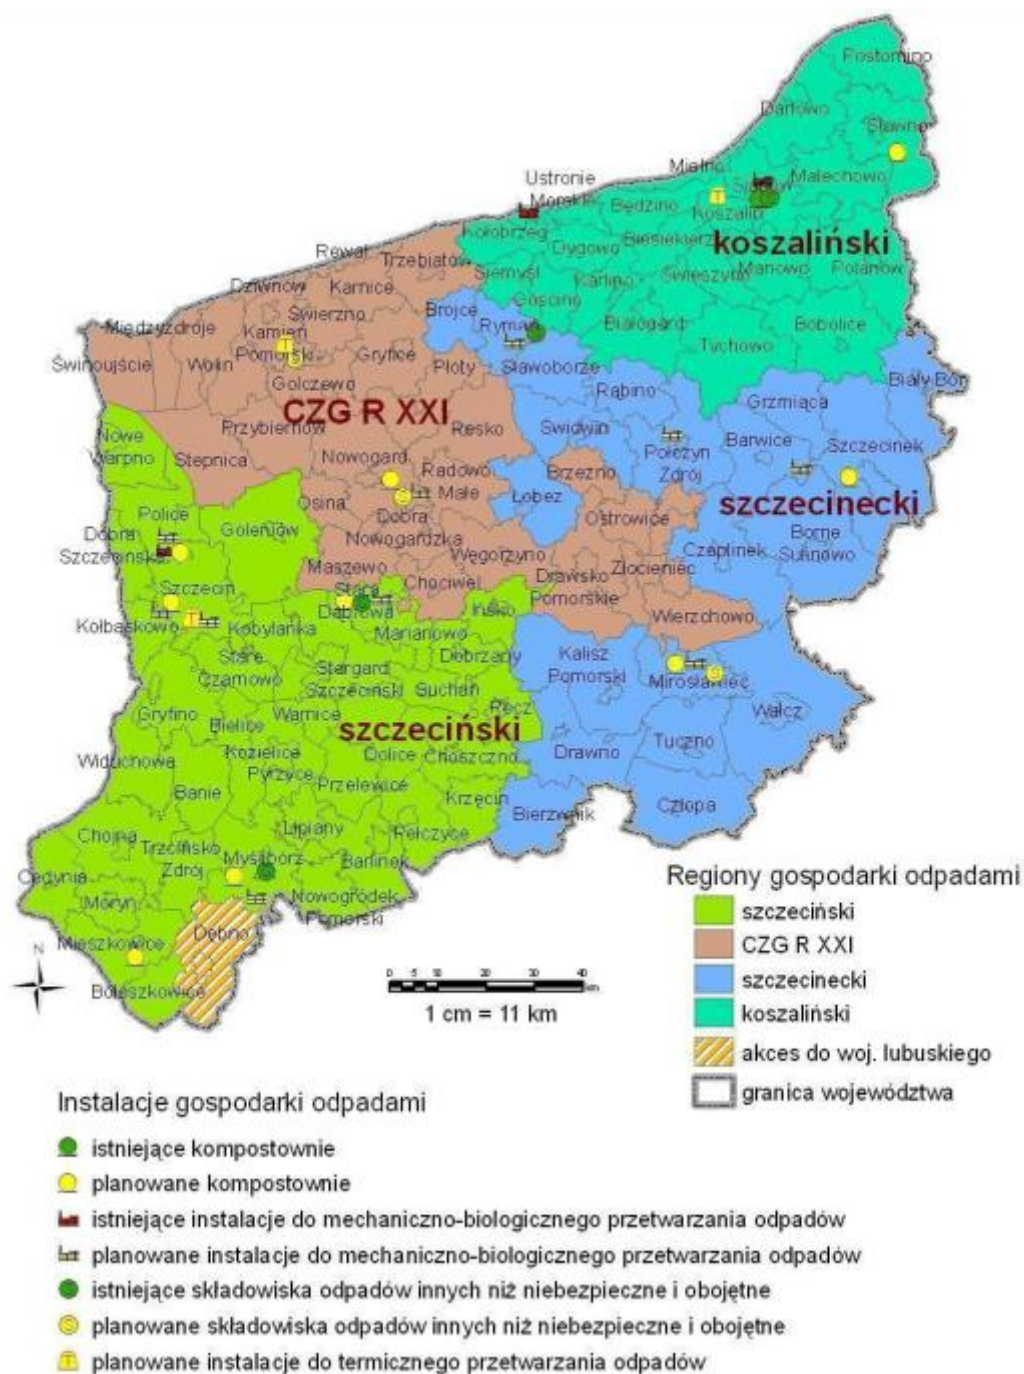 Postomino
Darłowo
Sławno
Mielno
Malechowo
Ustronie
Morskie
Sianów
Będzino
Koszalin
Kołobrzeg
koszaliński
Dygowo
Biesiekierz
Rewal
Trzebiatów
Siemyśl
Karlino
Świeszyno
Manowo
Polanów
Dziwnów
Karnice
Gościno
Świerzno
Brojce
Rymań
Białogard
Bobolice
Międzyzdroje
Kamień
Pomorski
Tychowo
Świnoujście
Wolin
Gryfice
Płoty
Sławoborze
Golczewo
Rąbino
Biały Bór
Grzmiąca
CZG R XXI
Przybiernów
Resko
Świdwin
Barwice
Szczecinek
Nowe
Warpno
Stepnica
Nowogard
Połczyn
Zdrój
Radowo
Małe
Brzeżno
Osina
Łobez
szczecinecki
Police
Dobra
Ostrowice
Dobra
Szczecińska
Goleniów
Nowogardzka
Borne
Sulinowo
Węgorzyno
Czaplinek
Maszewo
Chociwel
Drawsko
Pomorskie
Złocieniec
Szczecin
Stara
Dąbrowa
Ińsko
Wierzchowo
Kołbaskowo
Kobylanka
Marianowo
Stare
Czarnowo
Dobrzany
Kalisz
Pomorski
Stargard
Szczeciński
Suchań
Mirosławiec
Gryfino
Bielice
Warnice
Recz
Wałcz
szczeciński
Widuchowa
Kozielice
Dolice
Choszczno
Drawno
Tuczno
Pyrzyce
Przelewice
Banie
Krzęcin
Bierzwnik
Człopa
Chojna
Lipiany
Pełczyce
Trzcińsko
Zdrój
Myślibórz
Barlinek
Cedynia
Moryń
Nowogródek
Pomorski
Mieszkowice
Dębno
Boleszkowice
N
0 5 10 20 30 40
km
1 cm = 11 km
Regiony gospodarki odpadami
szczeciński
CZG R XXI
szczecinecki
koszaliński
akces do woj. lubuskiego
granica województwa
Instalacje gospodarki odpadami
istniejące kompostownie
planowane kompostownie
istniejące instalacje do mechaniczno-biologicznego przetwarzania odpadów
planowane instalacje do mechaniczno-biologicznego przetwarzania odpadów
istniejące składowiska odpadów innych niż niebezpieczne i obojętne
planowane składowiska odpadów innych niż niebezpieczne i obojętne
planowane instalacje do termicznego przetwarzania odpadów